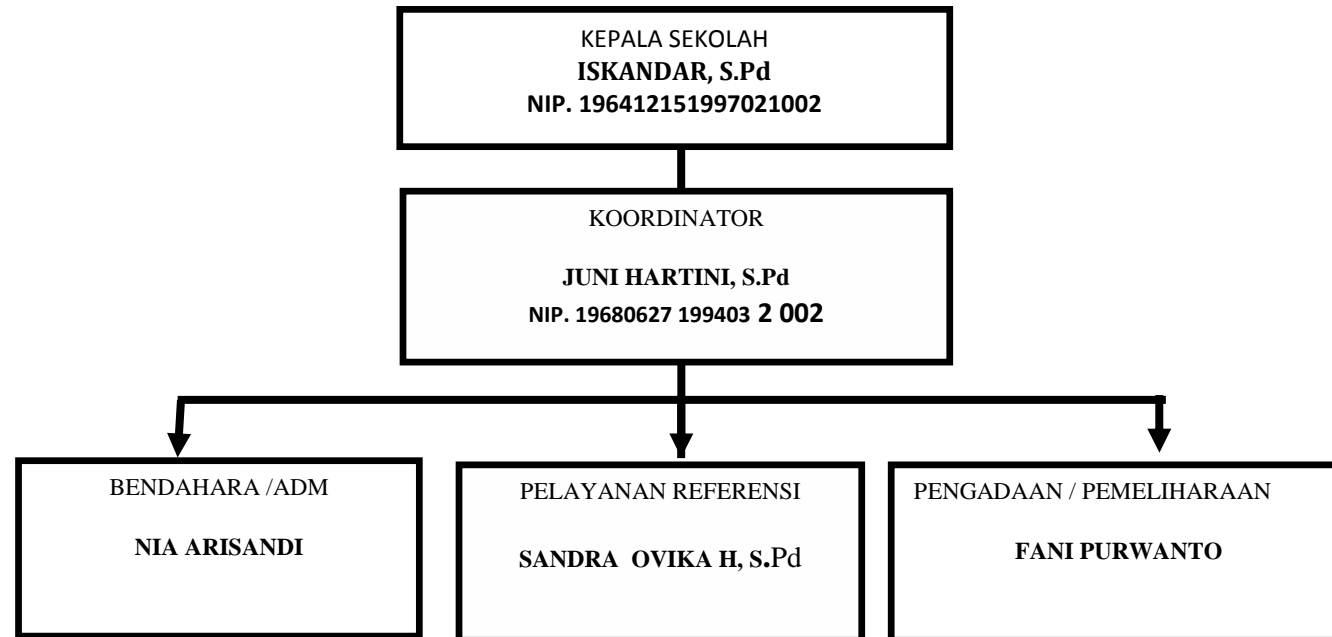 KEPALA SEKOLAH
ISKANDAR, S.Pd
NIP. 196412151997021002
KOORDINATOR
JUNI HARTINI, S.Pd
NIP. 19680627 199403 2 002
BENDAHARA /ADM
NIA ARISANDI
PELAYANAN REFERENSI
SANDRA OVIKA H, S.Pd
PENGADAAN / PEMELIHARAAN
FANI PURWANTO